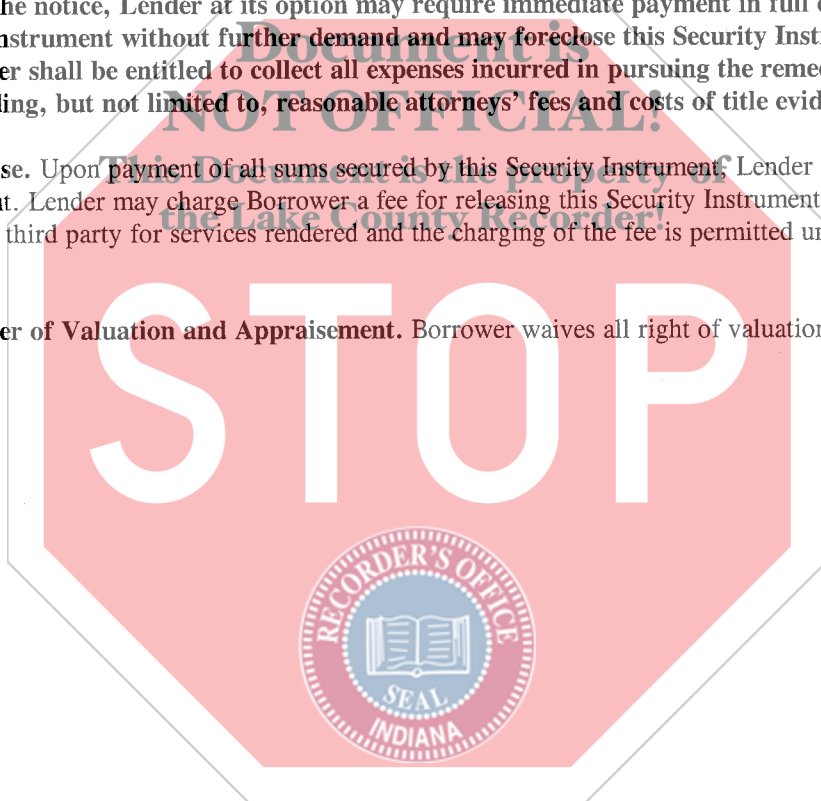 he notice, Lender at its option may require immediate payment in full
Document is
nstrument without further demand and may foreclose this Security Inst
er shall be entitled to collect all expenses incurred in pursuing the reme
ding, but not limited to, reasonable attorneys' fees and costs of title evid
NOT OFFICIAL!
se. Upon payment of all sums secured by this Security Instrument, Lender
This Document is the property of
nt. Lender may charge Borrower a fee for releasing this Security Instrument
the Lake County Recorder!
third party for services rendered and the charging of the fee is permitted un
er of Valuation and Appraisement. Borrower waives all right of valuation
STOP
RECORDER'S OFFICE
SEAL
INDIANA